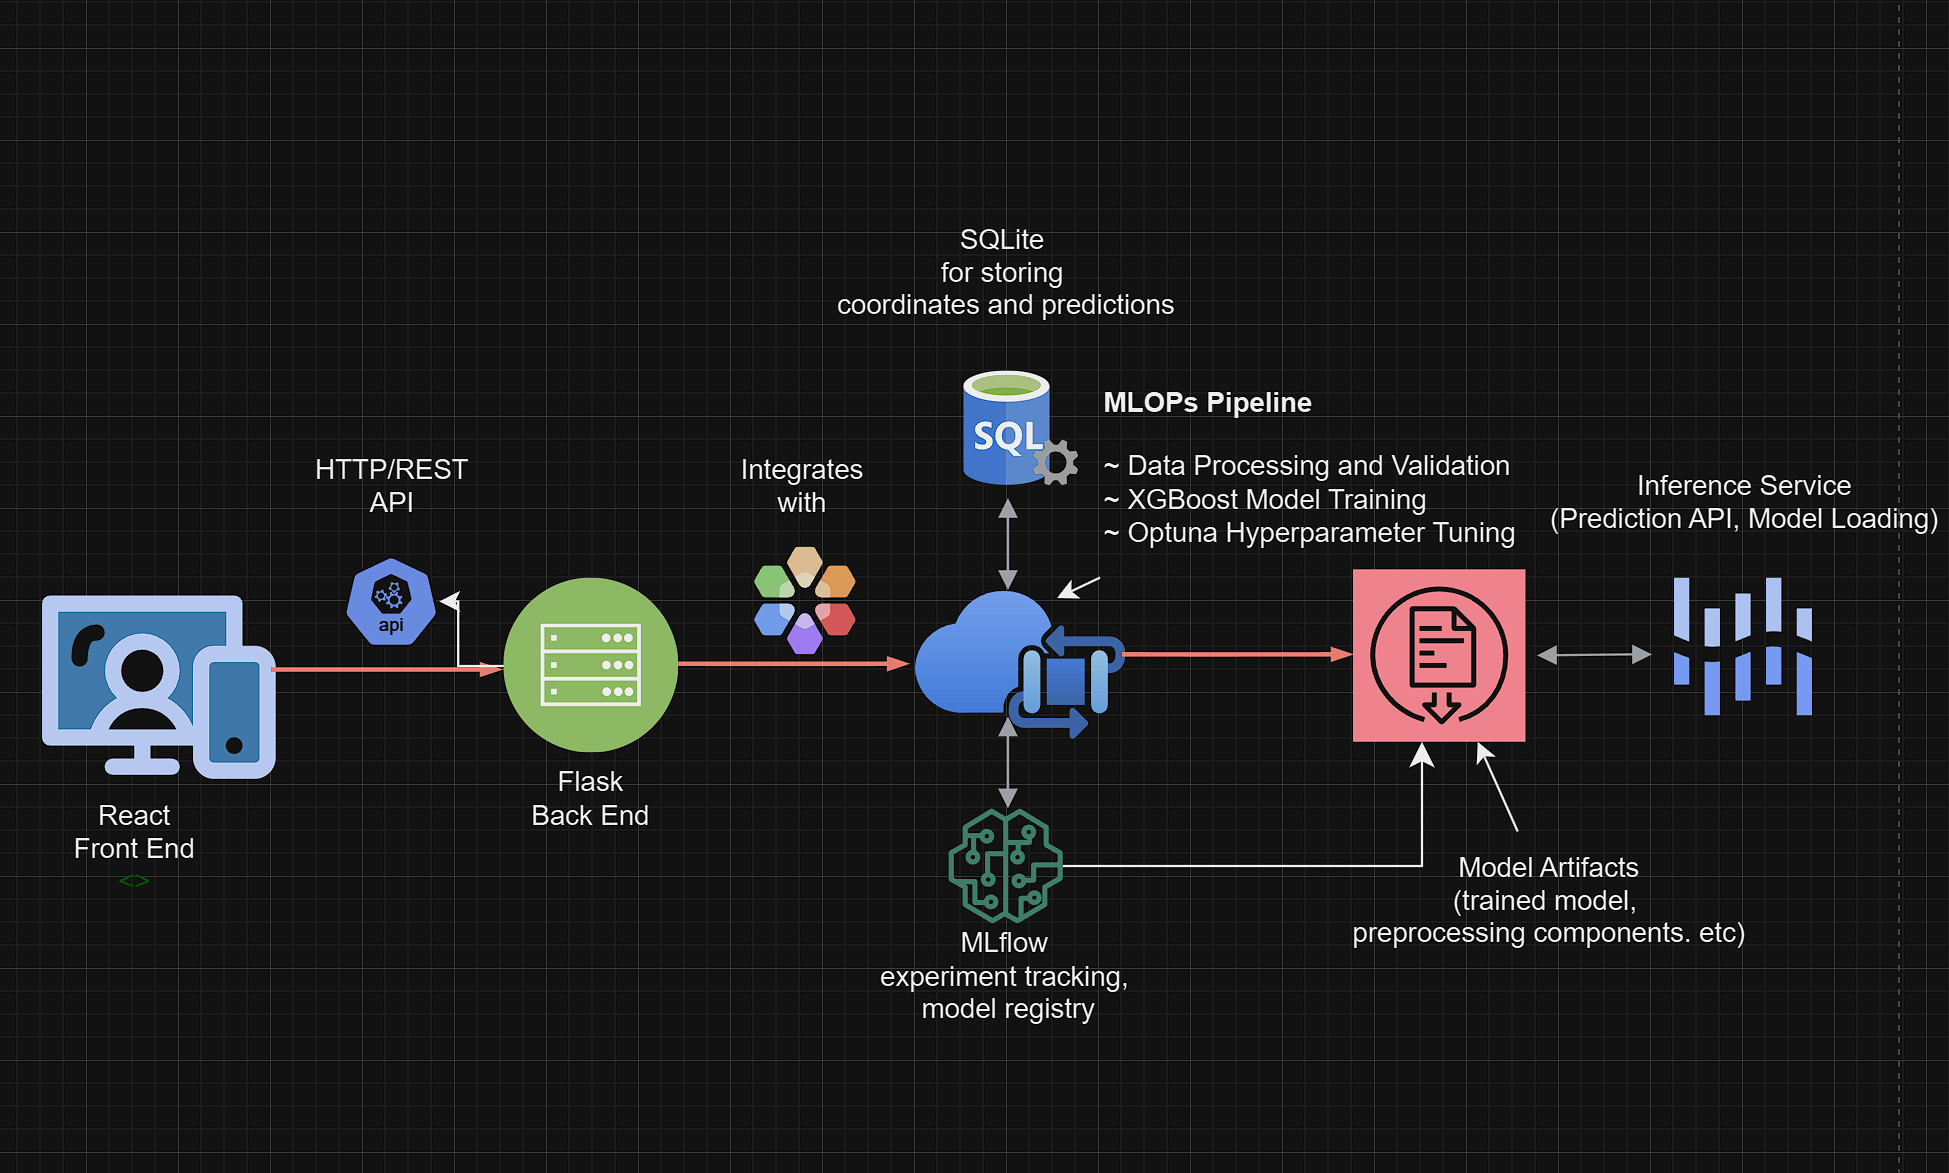 SQLite
for storing
coordinates and predictions
SQL
MLOPs Pipeline
~ Data Processing and Validation
~ XGBoost Model Training
~ Optuna Hyperparameter Tuning
HTTP/REST
API
api
Integrates
with
Inference Service
(Prediction API, Model Loading)
React
Front End
<>
Flask
Back End
MLflow
experiment tracking,
model registry
Model Artifacts
(trained model,
preprocessing components. etc)